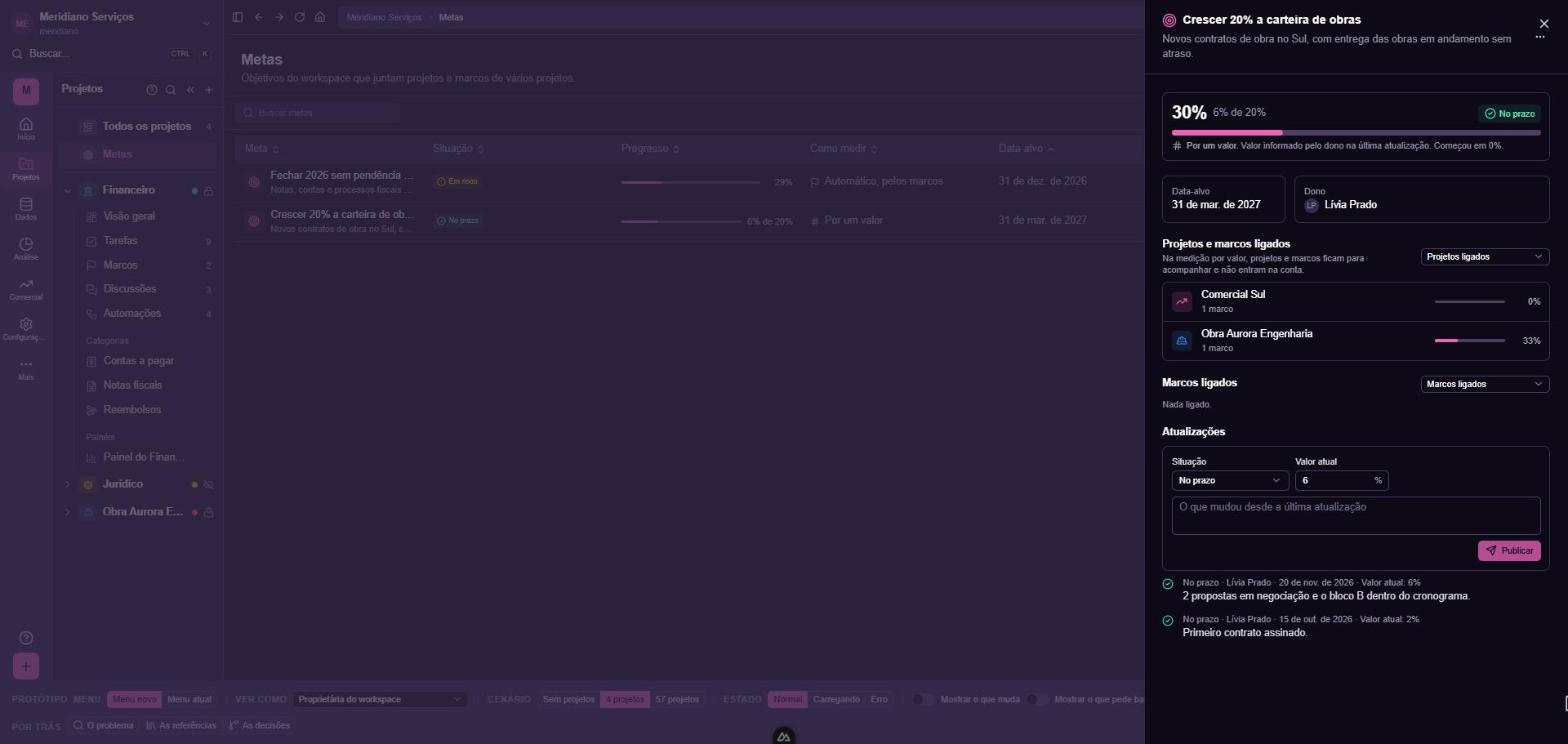 ME
Meridiano Serviços
meridiano
Buscar...
CTRL K
M
Início
Projetos
Dados
Análise
Comercial
Configuraç...
Mais
Projetos
Todos os projetos 4
Metas
Financeiro
Visão geral
Tarefas 9
Marcos 2
Discussões 3
Automações 4
Categorias
Contas a pagar
Notas fiscais
Reembolsos
Painéis
Painel do Finan...
Jurídico
Obra Aurora E...
Meridiano Serviços
Metas
Metas
Objetivos do workspace que juntam projetos e marcos de vários projetos.
Buscar metas
Meta Situação Progresso Como medir Data-alvo
Fechar 2026 sem pendência ...
Notas, contas e processos fiscais ...
Em risco
29%
Automático, pelos marcos
31 de dez. de 2026
Crescer 20% a carteira de ob...
Novos contratos de obra no Sul, c...
No prazo
6% de 20%
Por um valor
31 de mar. de 2027
PROTÓTIPO MENU Menu novo Menu atual VER COMO Proprietária do workspace CENÁRIO Sem projetos 4 projetos 57 projetos ESTADO Normal Carregando Erro Mostrar o que muda Mostrar o que pede ba
POR TRÁS O problema As referências As decisões
Crescer 20% a carteira de obras
Novos contratos de obra no Sul, com entrega das obras em andamento sem
atraso.
30% 6% de 20%
No prazo
Por um valor. Valor informado pelo dono na última atualização. Começou em 0%.
Data-alvo
31 de mar. de 2027
Dono
LP Lívia Prado
Projetos e marcos ligados
Na medição por valor, projetos e marcos ficam para
acompanhar e não entram na conta.
Projetos ligados
Comercial Sul
1 marco
0%
Obra Aurora Engenharia
1 marco
33%
Marcos ligados
Marcos ligados
Nada ligado.
Atualizações
Situação
No prazo
Valor atual
6 %
O que mudou desde a última atualização
Publicar
No prazo · Lívia Prado · 20 de nov. de 2026 · Valor atual: 6%
2 propostas em negociação e o bloco B dentro do cronograma.
No prazo · Lívia Prado · 15 de out. de 2026 · Valor atual: 2%
Primeiro contrato assinado.